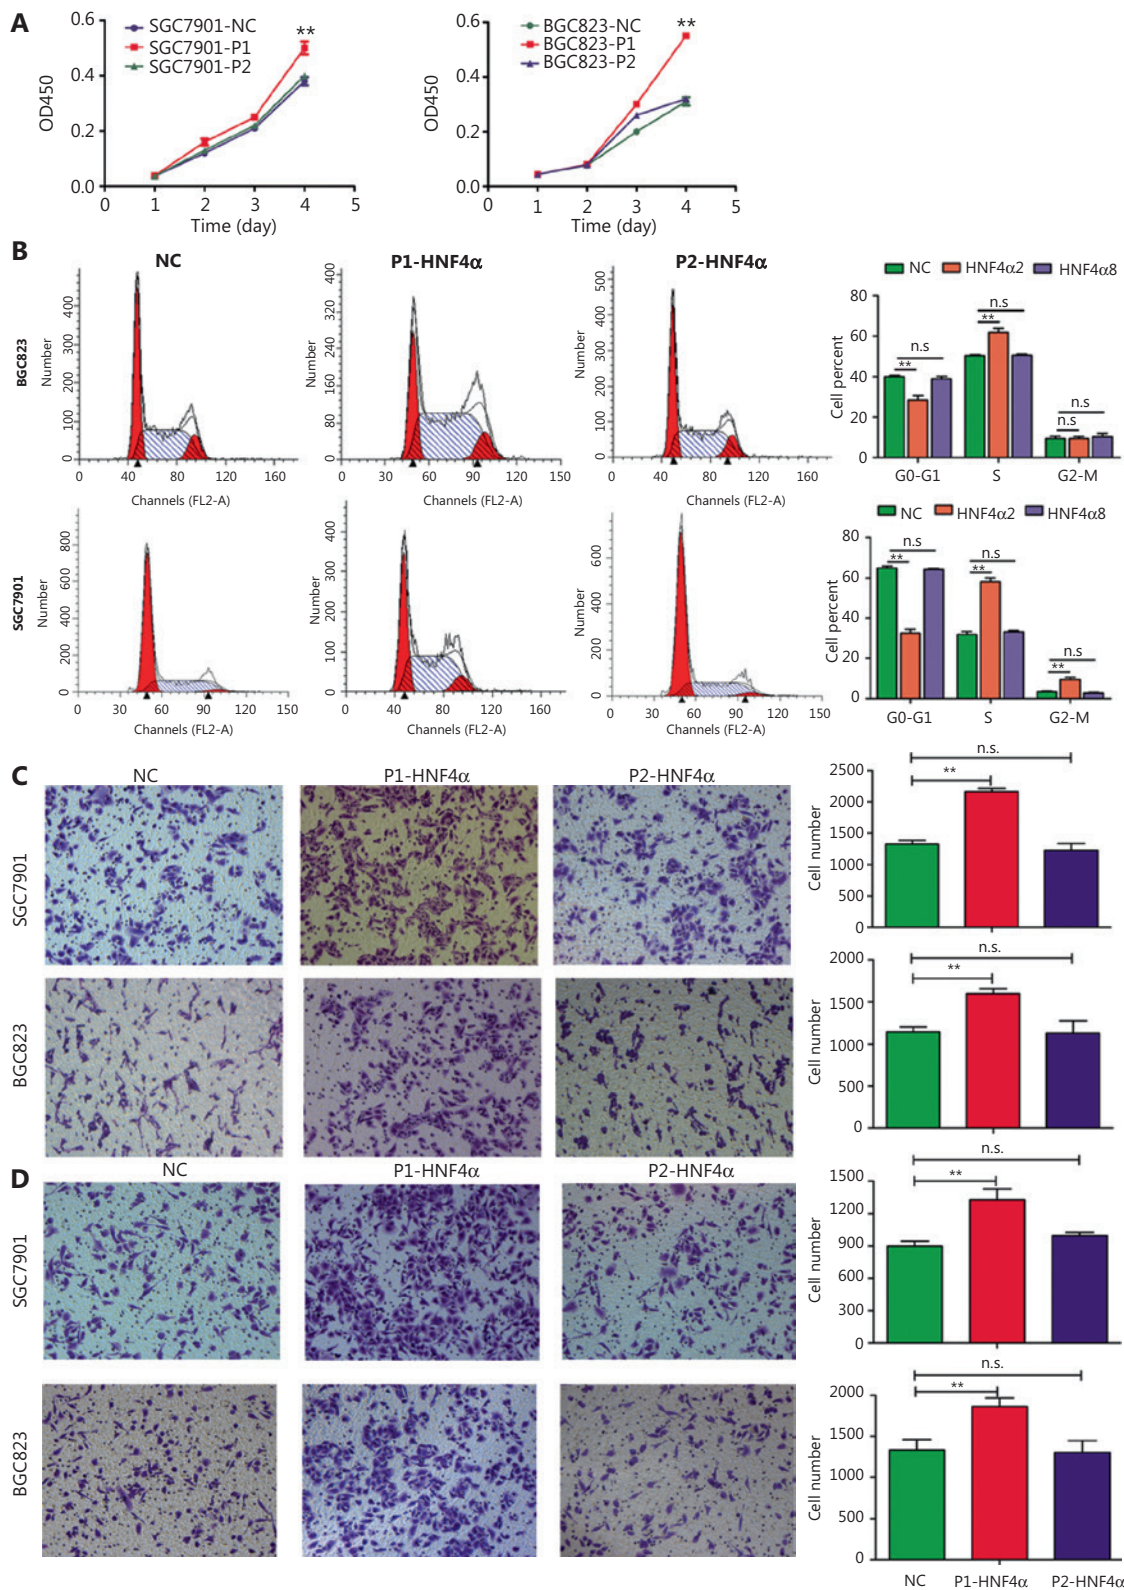 A
0.6
0.4
0.2
0.0
OD450
SGC7901-NC
SGC7901-P1
SGC7901-P2
**
0 1 2 3 4 5
Time (day)
0.6
0.4
0.2
0.0
OD450
BGC823-NC
BGC823-P1
BGC823-P2
**
0 1 2 3 4 5
Time (day)
B
NC
P1-HNF4α
P2-HNF4α
BGC823
Number
400
300
200
100
0
0 40 80 120 160
Channels (FL2-A)
Number
400
320
240
160
80
0
0 30 60 90 120 150
Channels (FL2-A)
Number
500
400
300
200
100
0
0 40 80 120 160
Channels (FL2-A)
NC HNF4α2 HNF4α8
Cell percent
80
60
40
20
0
n.s
**
n.s
**
n.s
n.s
G0-G1 S G2-M
SGC7901
Number
800
600
400
200
0
0 30 60 90 120 150
Channels (FL2-A)
Number
400
300
200
100
0
0 40 80 120 160
Channels (FL2-A)
Number
600
400
200
0
0 30 60 90 120 150
Channels (FL2-A)
NC HNF4α2 HNF4α8
Cell percent
80
60
40
20
0
n.s
**
n.s
**
n.s
**
G0-G1 S G2-M
C
NC
P1-HNF4α
P2-HNF4α
SGC7901
Cell number
2500
2000
1500
1000
500
0
n.s.
**
BGC823
Cell number
2000
1500
1000
500
0
n.s.
**
D
NC
P1-HNF4α
P2-HNF4α
SGC7901
Cell number
1500
1200
900
600
300
0
n.s.
**
BGC823
Cell number
2000
1500
1000
500
0
n.s.
**
NC P1-HNF4α P2-HNF4α